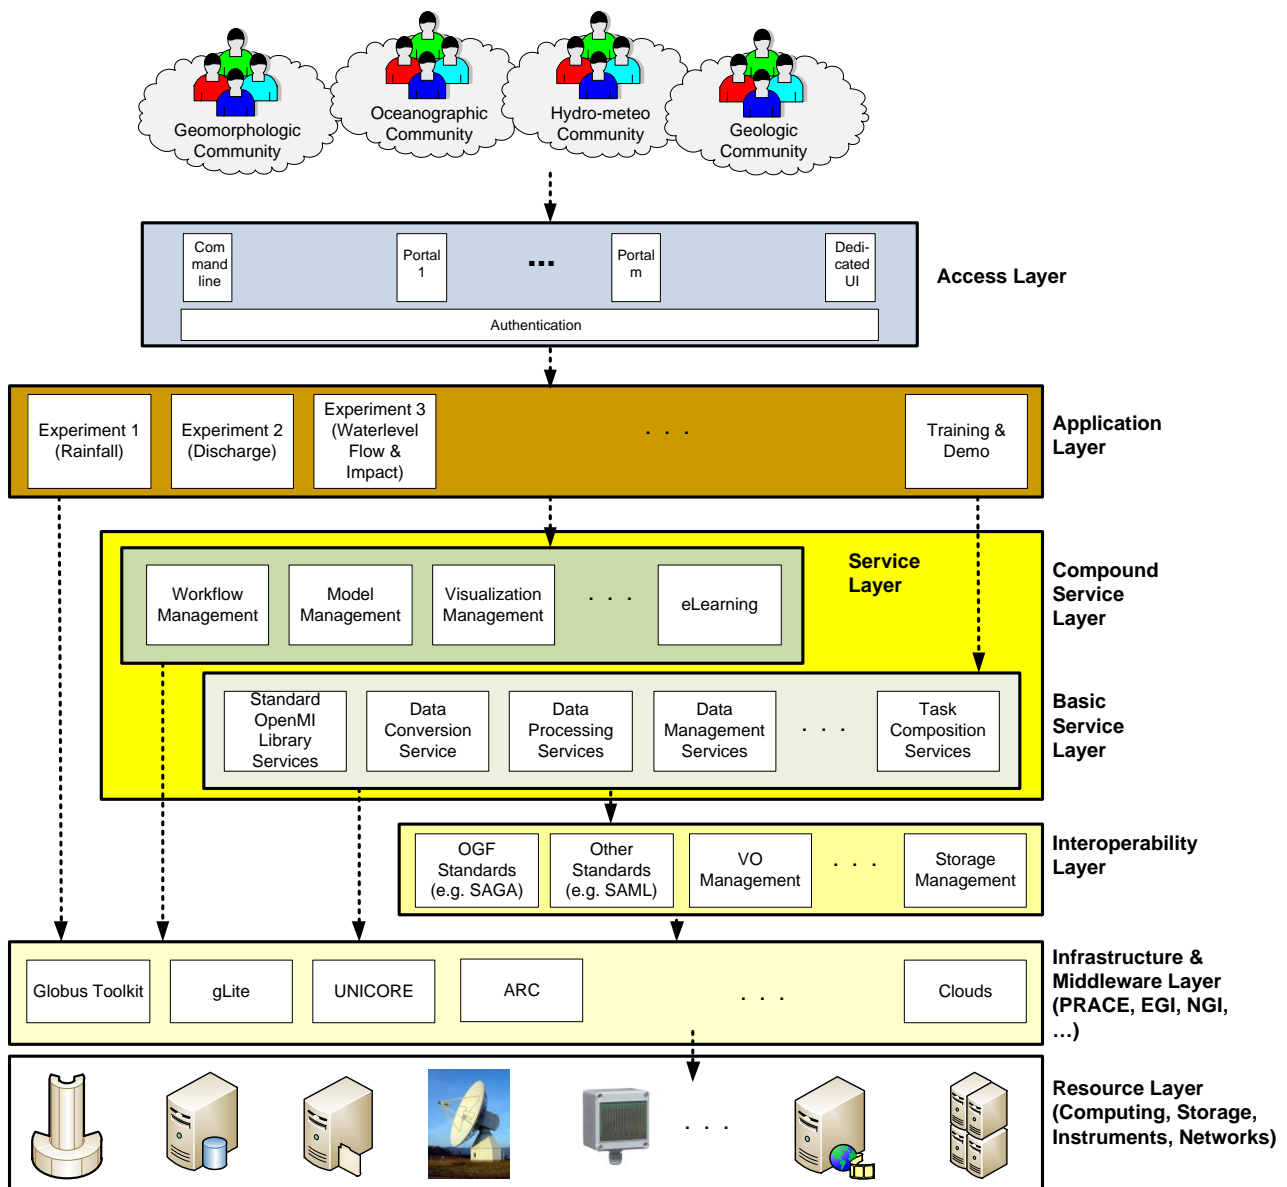 Geomorphologic
Community
Oceanographic
Community
Hydro-meteo
Community
Geologic
Community
Com
mand
line
Portal
1
...
Portal
m
Dedi-
cated
UI
Authentication
Access Layer
Experiment 1
(Rainfall)
Experiment 2
(Discharge)
Experiment 3
(Waterlevel
Flow &
Impact)
. . .
Training &
Demo
Application
Layer
Service
Layer
Workflow
Management
Model
Management
Visualization
Management
. . .
eLearning
Compound
Service
Layer
Standard
OpenMI
Library
Services
Data
Conversion
Service
Data
Processing
Services
Data
Management
Services
. . .
Task
Composition
Services
Basic
Service
Layer
OGF
Standards
(e.g. SAGA)
Other
Standards
(e.g. SAML)
VO
Management
. . .
Storage
Management
Interoperability
Layer
Globus Toolkit
gLite
UNICORE
ARC
. . .
Clouds
Infrastructure &
Middleware Layer
(PRACE, EGI, NGI,
…)
. . .
Resource Layer
(Computing, Storage,
Instruments, Networks)